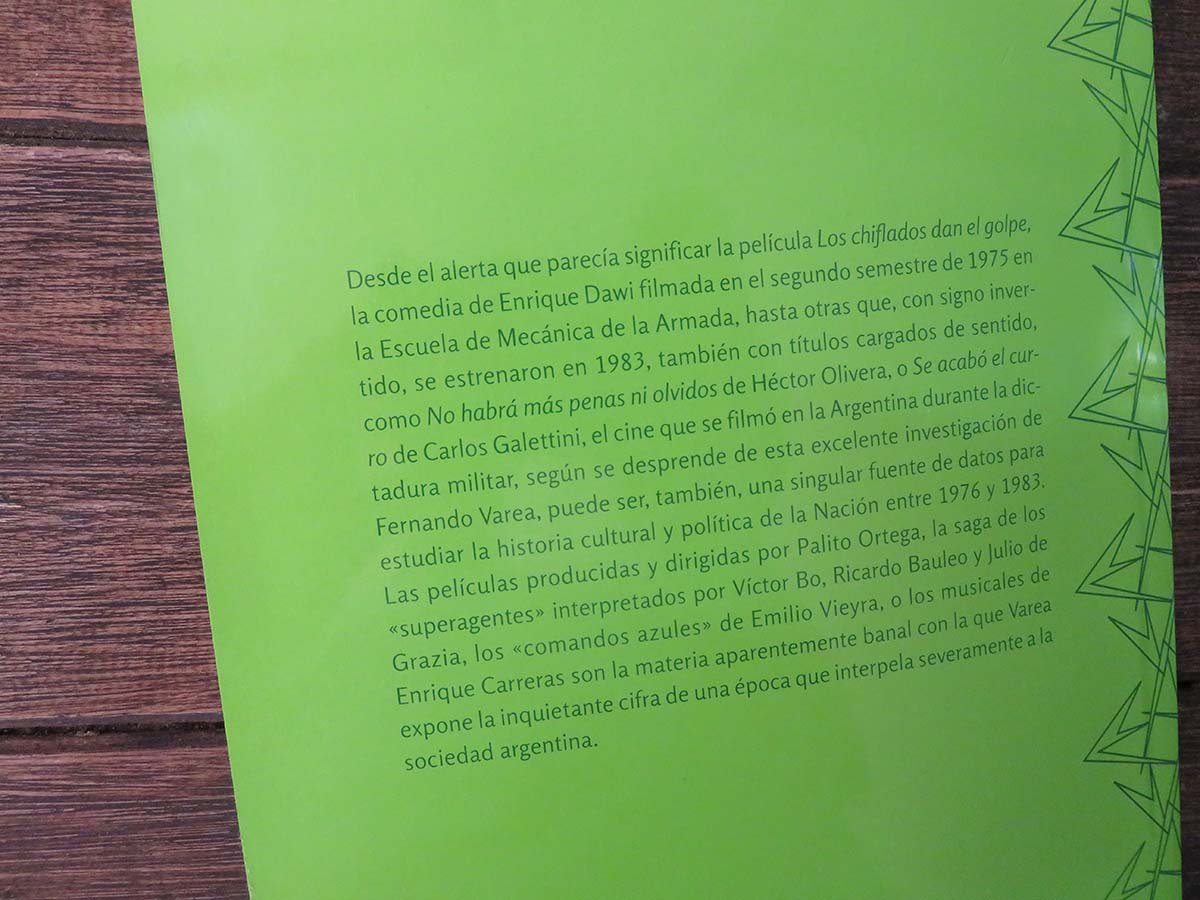 Desde el alerta que parecía significar la película Los chiflados dan el golpe,
la comedia de Enrique Dawi filmada en el segundo semestre de 1975 en
la Escuela de Mecánica de la Armada, hasta otras que, con signo inver-
tido, se estrenaron en 1983, también con títulos cargados de sentido,
como No habrá más penas ni olvidos de Héctor Olivera, o Se acabó el cur-
ro de Carlos Galettini, el cine que se filmó en la Argentina durante la dic-
tadura militar, según se desprende de esta excelente investigación de
Fernando Varea, puede ser, también, una singular fuente de datos para
estudiar la historia cultural y política de la Nación entre 1976 y 1983.
Las películas producidas y dirigidas por Palito Ortega, la saga de los
«superagentes» interpretados por Víctor Bo, Ricardo Bauleo y Julio de
Grazia, los «comandos azules» de Emilio Vieyra, o los musicales de
Enrique Carreras son la materia aparentemente banal con la que Varea
expone la inquietante cifra de una época que interpela severamente a la
sociedad argentina.